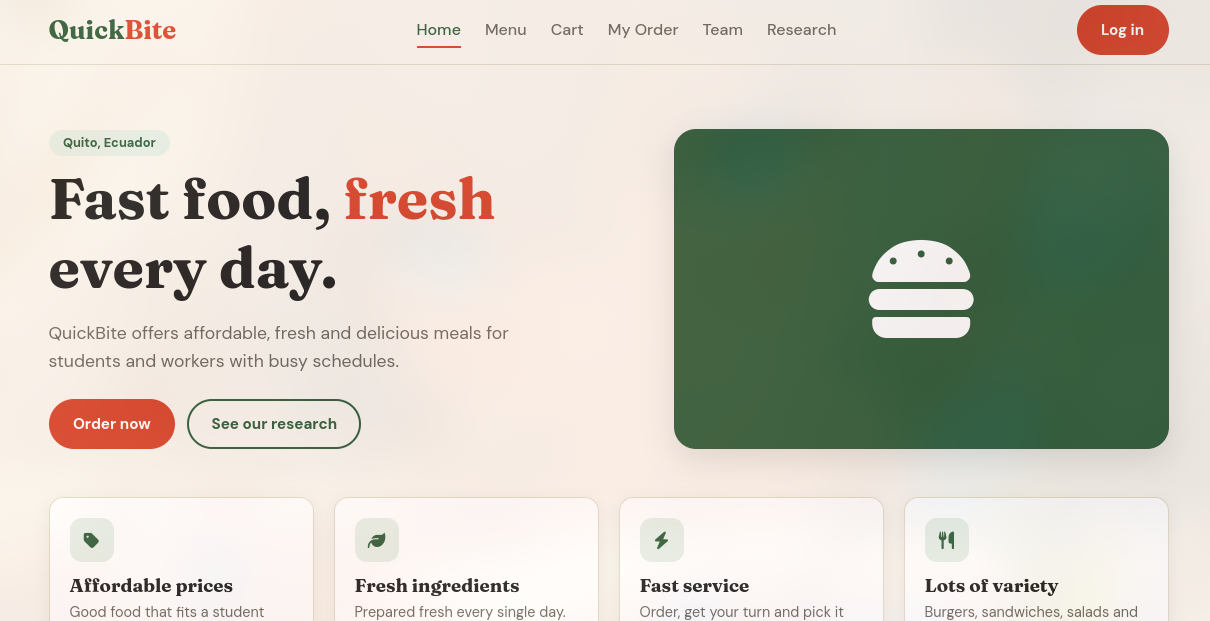 QuickBite
Home Menu Cart My Order Team Research
Log in
Quito, Ecuador
Fast food, fresh
every day.
QuickBite offers affordable, fresh and delicious meals for
students and workers with busy schedules.
Order now See our research
Affordable prices
Good food that fits a student
Fresh ingredients
Prepared fresh every single day.
Fast service
Order, get your turn and pick it
Lots of variety
Burgers, sandwiches, salads and